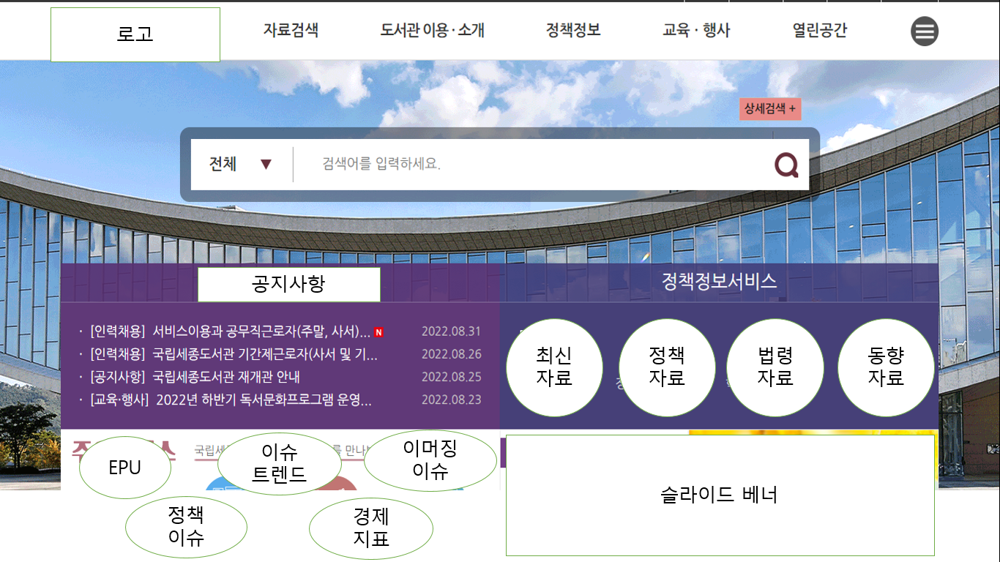 로고
자료검색
도서관 이용·소개
정책정보
교육·행사
열린공간
상세검색 +
전체 ▼
검색어를 입력하세요.
공지사항
· [인력채용] 서비스이용과 공무직근로자(주말, 사서)... N 2022.08.31
· [인력채용] 국립세종도서관 기간제근로자(사서 및 기... 2022.08.26
· [공지사항] 국립세종도서관 재개관 안내 2022.08.25
· [교육·행사] 2022년 하반기 독서문화프로그램 운영... 2022.08.23
정책정보서비스
최신
자료
정책
자료
법령
자료
동향
자료
국립세
를 만나
EPU
이슈
트렌드
이머징
이슈
정책
이슈
경제
지표
슬라이드 베너